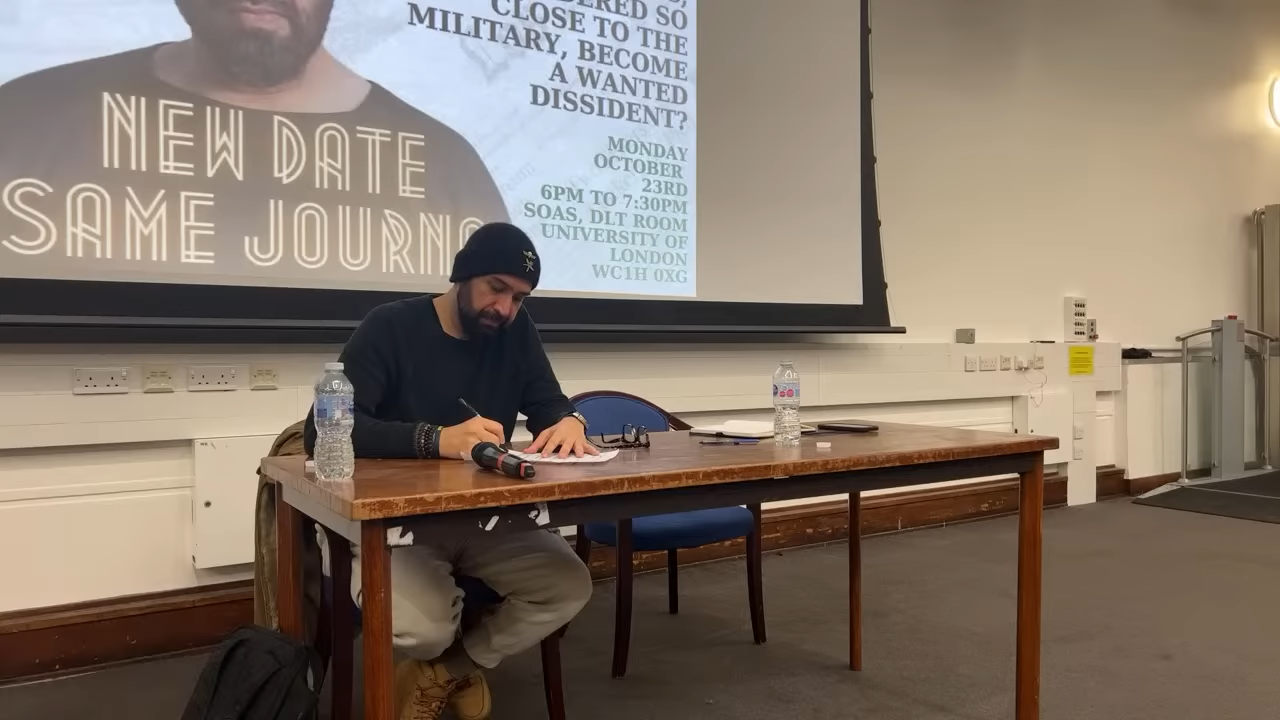 NEW DATE
SAME JOURN
CLOSE TO THE
MILITARY, BECOME
A WANTED
DISSIDENT?
MONDAY
OCTOBER
23RD
6PM TO 7:30PM
SOAS, DLT ROOM
UNIVERSITY OF
LONDON
WC1H 0XG